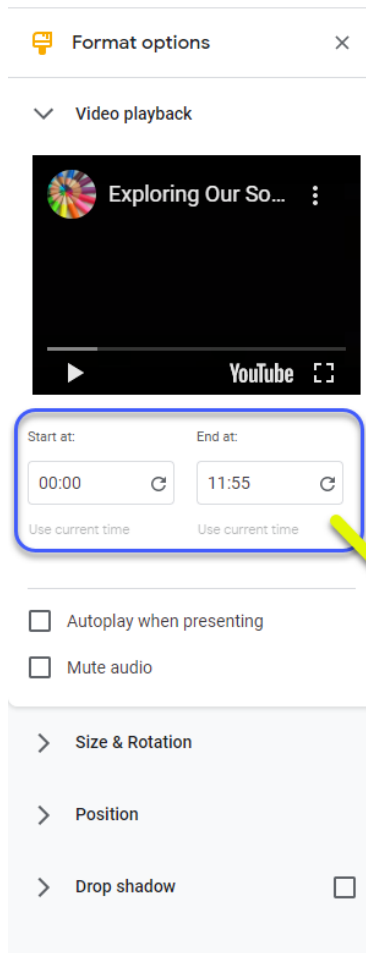 Format options
Video playback
Exploring Our So...
YouTube
Start at: End at:
00:00 11:55
Use current time Use current time
Autoplay when presenting
Mute audio
Size & Rotation
Position
Drop shadow